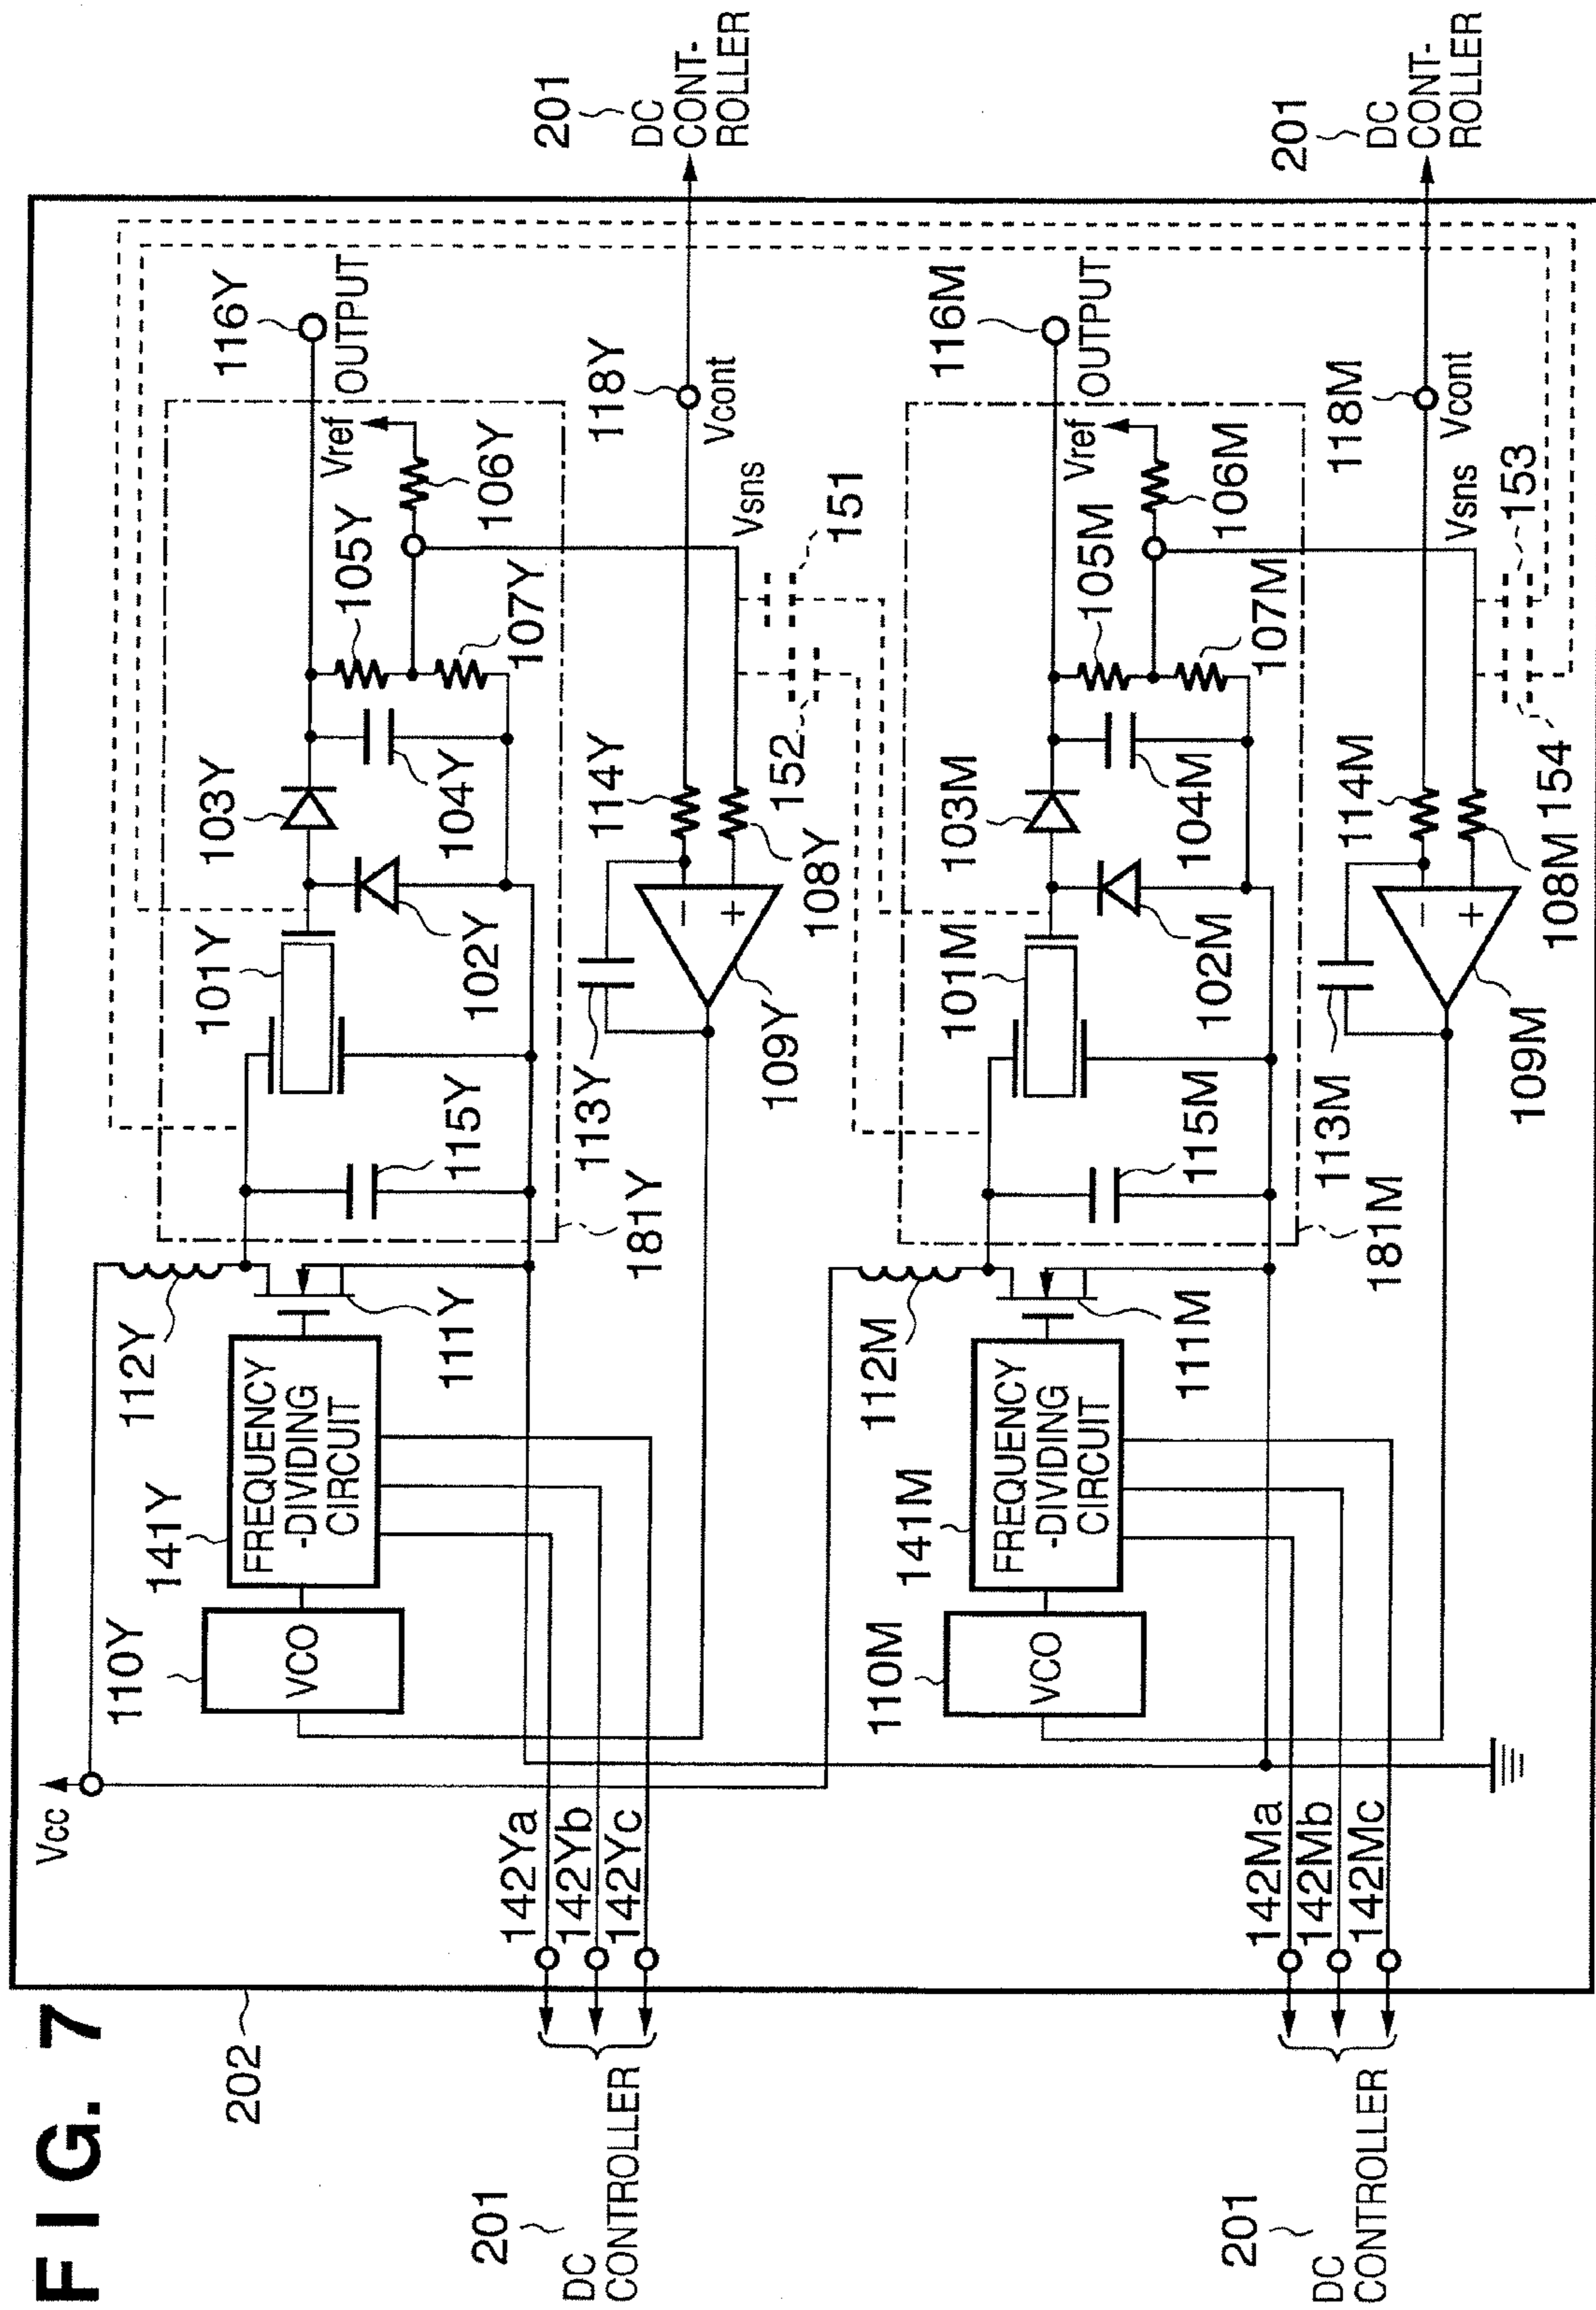 FIG. 7
202
Vcc
112Y
110Y
VCO
141Y
FREQUENCY
-DIVIDING
CIRCUIT
111Y
115Y
181Y
101Y
102Y
103Y
104Y
105Y
107Y
106Y
Vref
116Y
OUTPUT
113Y
109Y
−
+
108Y
114Y
Vsns
118Y
Vcont
201
DC
CONT-
ROLLER
142Ya
142Yb
142Yc
201
DC
CONTROLLER
152
151
112M
110M
VCO
141M
FREQUENCY
-DIVIDING
CIRCUIT
111M
115M
181M
101M
102M
103M
104M
105M
107M
106M
Vref
116M
OUTPUT
113M
109M
−
+
108M
114M
Vsns
118M
Vcont
201
DC
CONT-
ROLLER
154
153
142Ma
142Mb
142Mc
201
DC
CONTROLLER